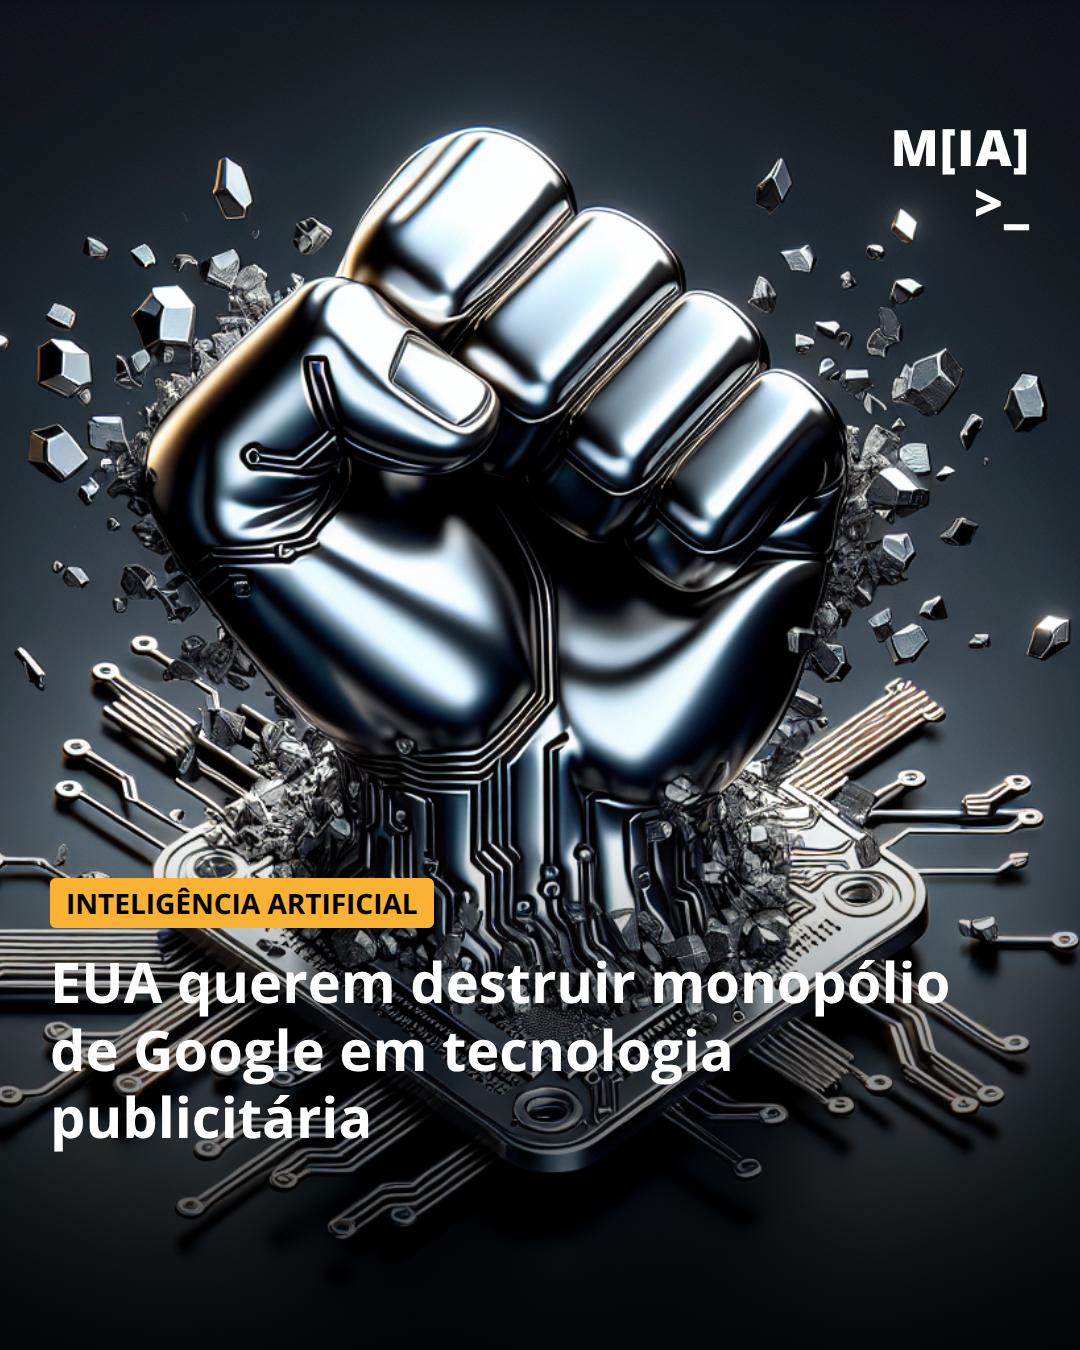 M[IA]
>_
INTELIGÊNCIA ARTIFICIAL
EUA querem destruir monopólio
de Google em tecnologia
publicitária